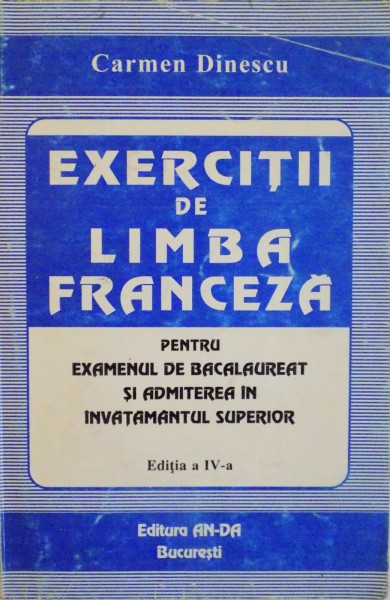 Carmen Dinescu
EXERCIȚII
DE
LIMBA
FRANCEZĂ
PENTRU
EXAMENUL DE BACALAUREAT
ȘI ADMITEREA ÎN
INVAȚAMANTUL SUPERIOR
Ediția a IV-a
Editura AN-DA
București